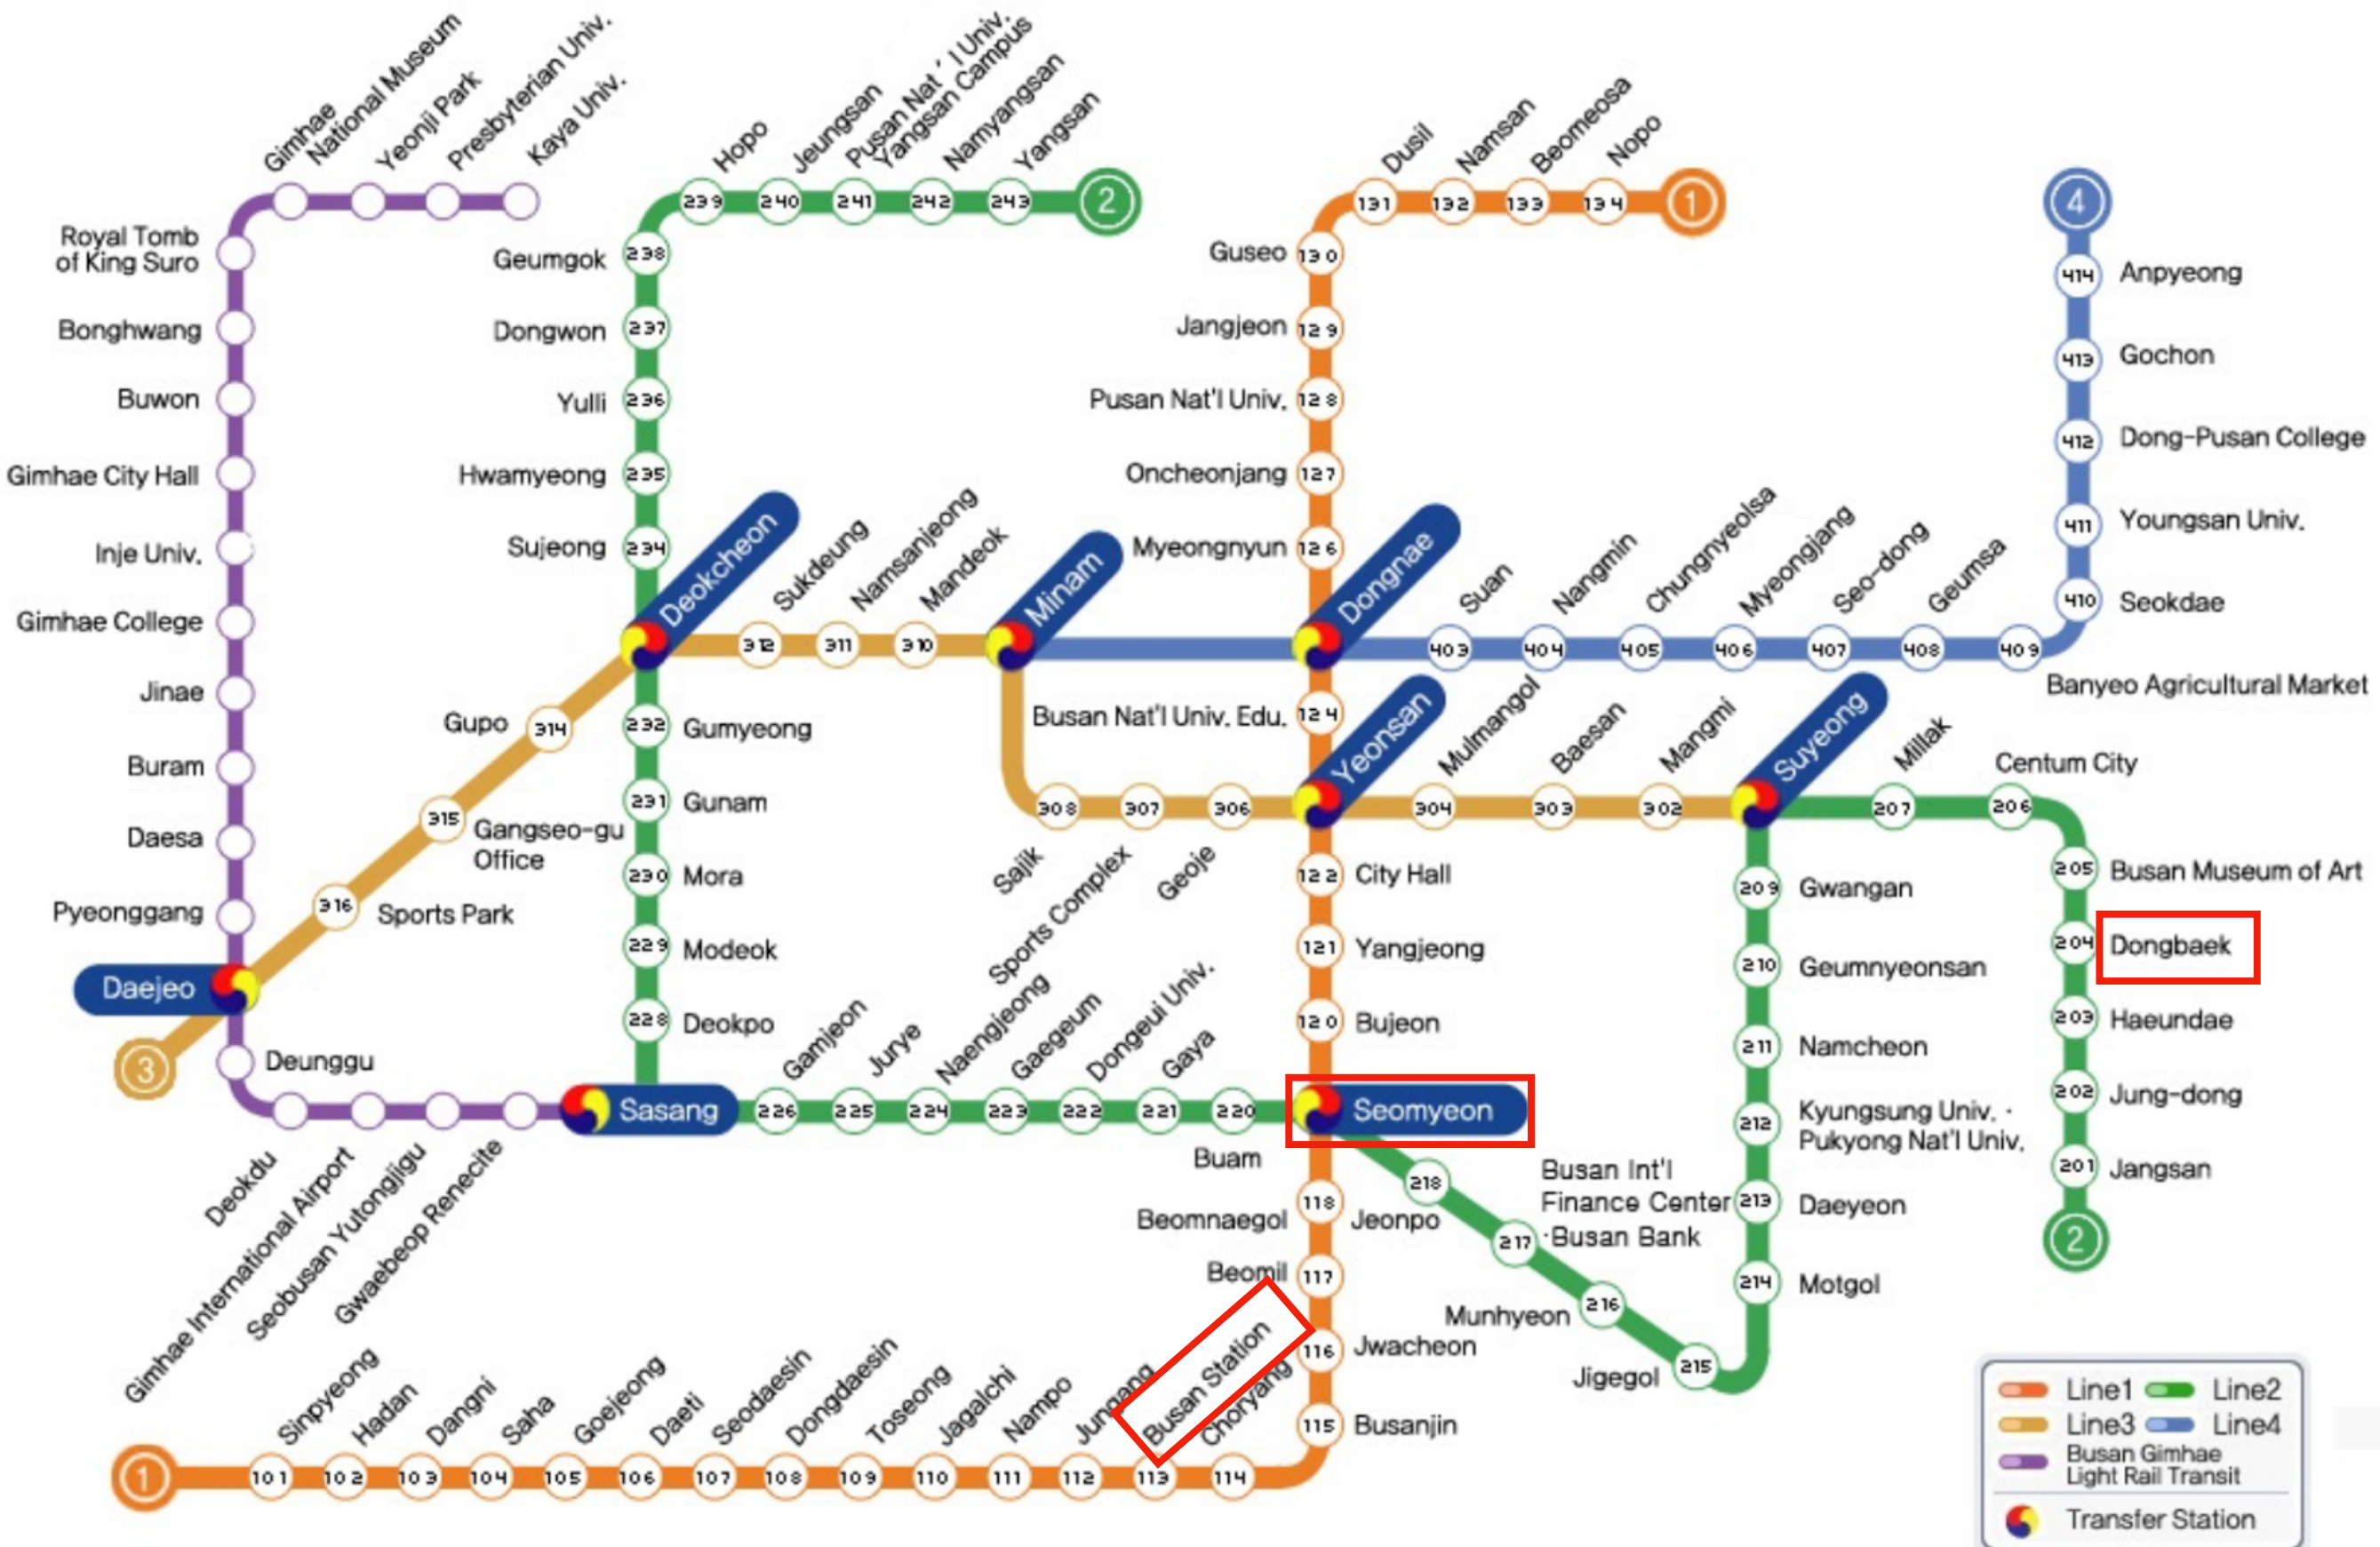 Gimhae
National Museum
Yeonji Park
Presbyterian Univ.
Kaya Univ.
Royal Tomb
of King Suro
Bonghwang
Buwon
Gimhae City Hall
Inje Univ.
Gimhae College
Jinae
Buram
Daesa
Pyeonggang
Daejeo
3
Deunggu
Deokdu
Gimhae International Airport
Seobusan Yutongjigu
Gwabeop Renecite
Sasang
Hopo
Jeungsan
Pusan Nat'l Univ.
Yangsan Campus
Namyangsan
Yangsan
239
240
241
242
243
2
Geumgok
238
Dongwon
237
Yulli
236
Hwamyeong
235
Sujeong
234
Deokcheon
Gupo
314
315
Gangseo-gu
Office
316
Sports Park
232
Gumyeong
231
Gunam
230
Mora
229
Modeok
228
Deokpo
Sukdeung
Namsanjeong
Mandeok
312
311
310
Minam
308
307
306
Sajik
Sports Complex
Geoje
Dusil
Namsan
Beomeosa
Nopo
131
132
133
134
1
Guseo
130
Jangjeon
129
Pusan Nat'l Univ.
128
Oncheonjang
127
Myeongnyun
126
Dongnae
Busan Nat'l Univ. Edu.
124
Yeonsan
122
City Hall
121
Yangjeong
120
Bujeon
Seomyeon
4
414
Anpyeong
413
Gochon
412
Dong-Pusan College
411
Youngsan Univ.
410
Seokdae
Suan
Nangmin
Chungnyeolsa
Myeongjang
Seo-dong
Geumsa
403
404
405
406
407
408
409
Banyeo Agricultural Market
Mulmangol
Baesan
Mangmi
304
303
302
Suyeong
Millak
Centum City
207
206
205
Busan Museum of Art
204
Dongbaek
203
Haeundae
202
Jung-dong
201
Jangsan
2
209
Gwangan
210
Geumnyeonsan
211
Namcheon
212
Kyungsung Univ. ·
Pukyong Nat'l Univ.
213
Daeyeon
214
Motgol
Gamjeon
Jurye
Naengjeong
Gaegeum
Dongeui Univ.
Gaya
226
225
224
223
222
221
220
Buam
218
Jeonpo
217
Busan Int'l
Finance Center
·Busan Bank
216
Munhyeon
215
Jigegol
Beomnaegol
118
Beomil
117
116
Jwacheon
115
Busanjin
Sinpyeong
Hadan
Dangni
Saha
Goejeong
Daeti
Seodaesin
Dongdaesin
Toseong
Jagalchi
Nampo
Jungang
Busan Station
Choryang
1
101
102
103
104
105
106
107
108
109
110
111
112
113
114
Line1
Line2
Line3
Line4
Busan Gimhae
Light Rail Transit
Transfer Station